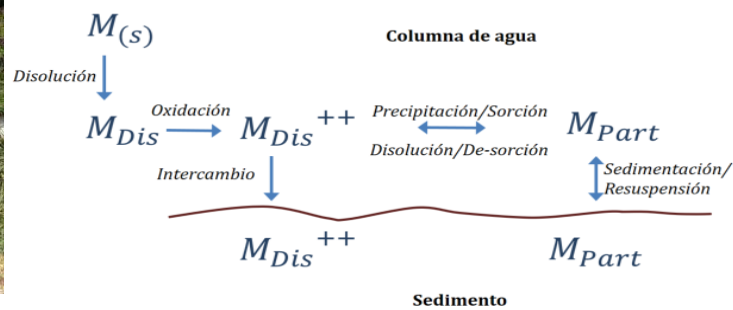 M(s)
Columna de agua
Disolución
Oxidación
Precipitación/Sorción
MDis
MDis++
MPart
Disolución/De-sorción
Intercambio
Sedimentación/
Resuspensión
MDis++
MPart
Sedimento